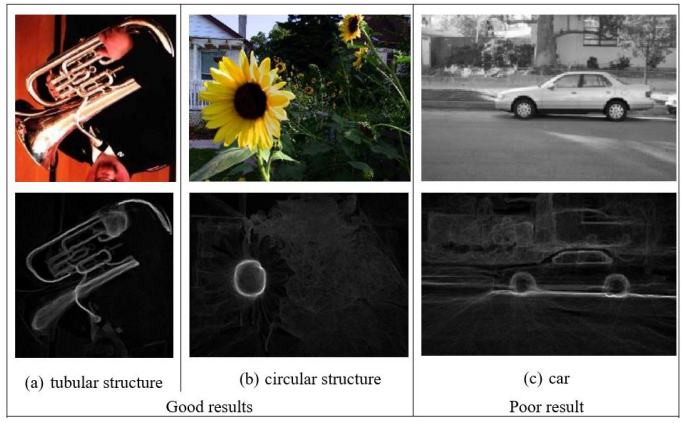 (a) tubular structure
(b) circular structure
(c) car
Good results
Poor result